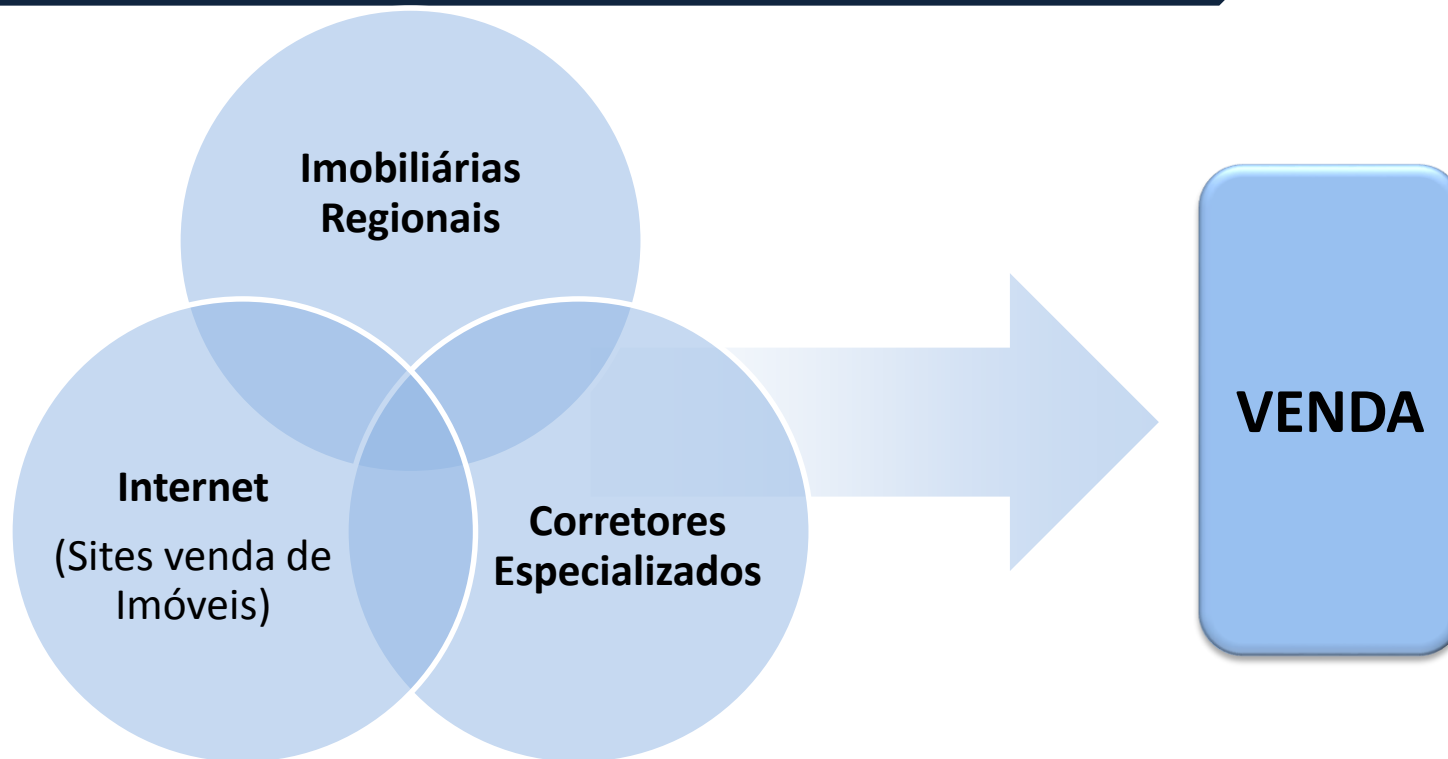 Imobiliárias
Regionais
Internet
(Sites venda de
Imóveis)
Corretores
Especializados
VENDA